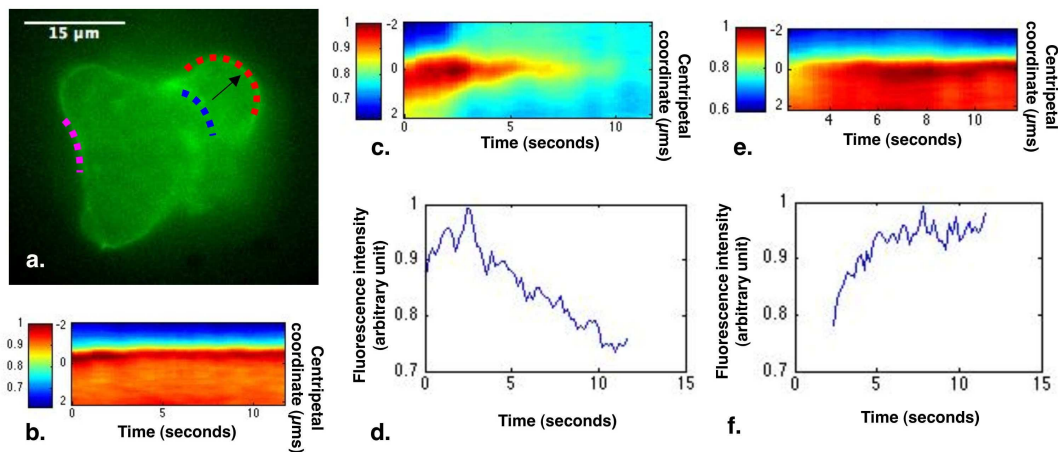 15 µm
a.
1
0.9
0.8
0.7
-2
0
2
0
5
10
Time (seconds)
Centripetal
coordinate (µms)
b.
1
0.9
0.8
0.7
-2
0
2
0
5
10
Time (seconds)
Centripetal
coordinate (µms)
c.
1
0.9
0.8
0.7
0
5
10
15
Fluorescence intensity
(arbitrary unit)
Time (seconds)
d.
1
0.8
0.6
-2
0
2
4
6
8
10
Time (seconds)
Centripetal
coordinate (µms)
e.
1
0.9
0.8
0.7
0
5
10
15
Fluorescence intensity
(arbitrary unit)
Time (seconds)
f.